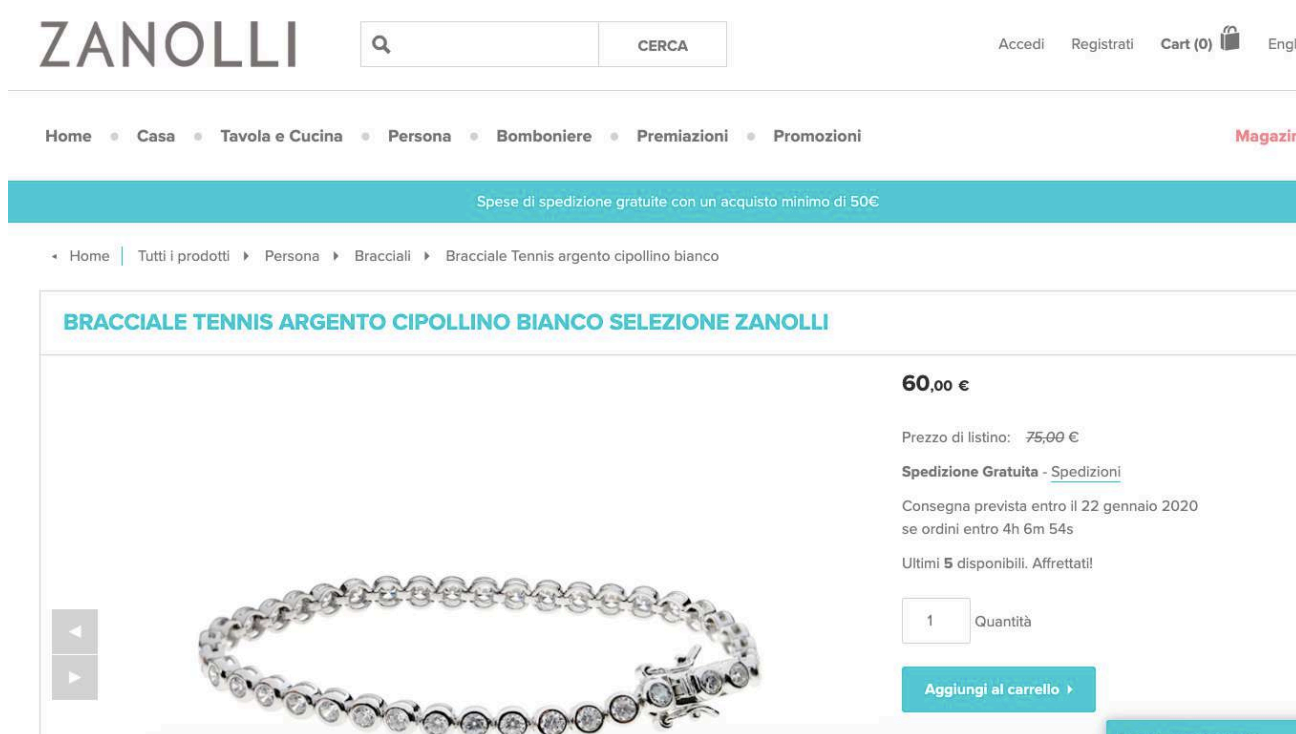 ZANOLLI
CERCA
Accedi Registrati Cart (0)
Home Casa Tavola e Cucina Persona Bomboniere Premiazioni Promozioni
Spese di spedizione gratuite con un acquisto minimo di 50€
Home Tutti i prodotti Persona Bracciali Bracciale Tennis argento cipollino bianco
BRACCIALE TENNIS ARGENTO CIPOLLINO BIANCO SELEZIONE ZANOLLI
60,00 €
Prezzo di listino: 75,00 €
Spedizione Gratuita - Spedizioni
Consegna prevista entro il 22 gennaio 2020
se ordini entro 4h 6m 54s
Ultimi 5 disponibili. Affrettati!
1 Quantità
Aggiungi al carrello